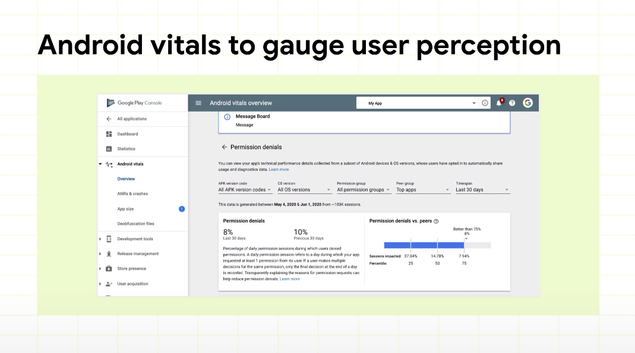 Android vitals to gauge user perception
Google Play Console
Android vitals overview
My App
All applications
Dashboard
Statistics
Android vitals
Overview
ANRs & crashes
App size
Deobfuscation files
Development tools
Release management
Store presence
User acquisition
Message Board
Message
Permission denials
You can view your app's technical performance details collected from a subset of Android devices & OS versions, whose users have opted in to automatically share
usage and diagnostics data. Learn more
APK version code
OS version
Permission group
Peer group
Timespan
All APK version codes
All OS versions
All permission groups
Top apps
Last 30 days
This data is generated between May 4, 2020 & Jun 1, 2020 from ~103K sessions.
Permission denials
8%
10%
Last 30 days
Previous 30 days
Percentage of daily permission sessions during which users denied
permissions. A daily permission session refers to a day during which your app
requested at least 1 permission from its user. If a user makes multiple
decisions for the same permission, only the final decision at the end of a day
is recorded. Transparently explaining the reasons for permission requests can
help reduce permission denials. Learn more
Permission denials vs. peers
Better than 75%
8%
Sessions impacted 27.04% 14.78% 7.94%
Percentile 25 50 75